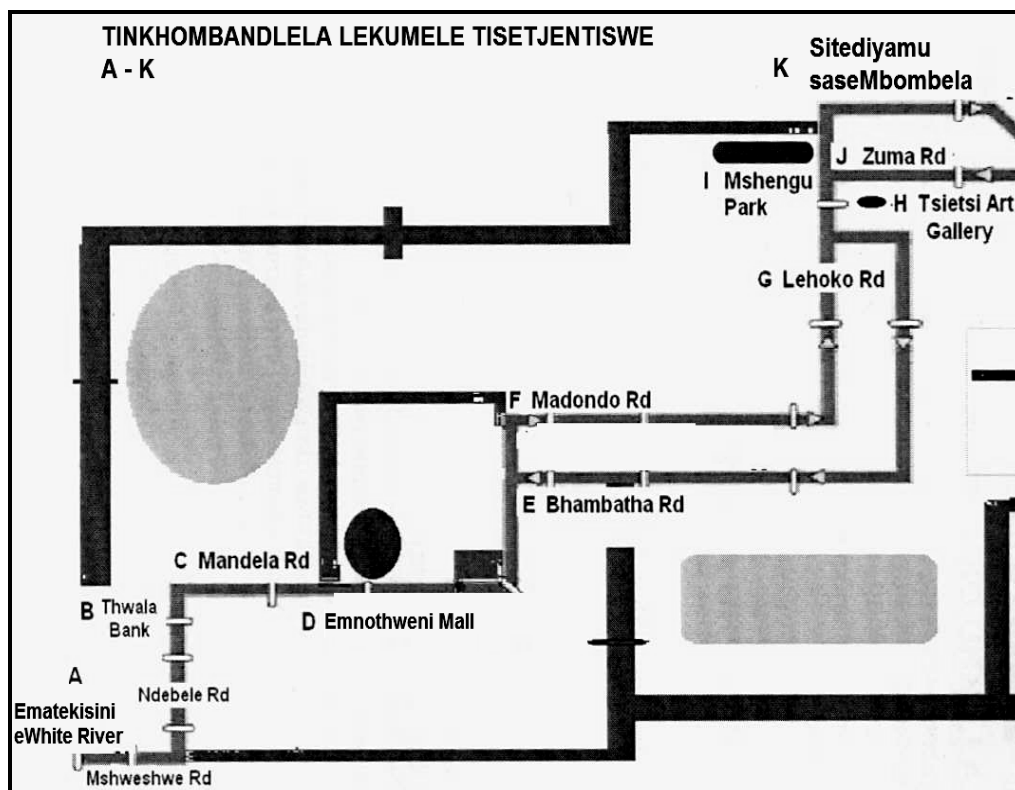 TINKHOMBANDLELA LEKUMELE TISETJENTISWE
A - K
K Sitediyamu
saseMbombela
J Zuma Rd
I Mshengu
Park
H Tsietsi Art
Gallery
G Lehoko Rd
F Madondo Rd
E Bhambatha Rd
C Mandela Rd
D Emnothweni Mall
B Thwala
Bank
A
Ndebele Rd
Ematekisini
eWhite River
Mshweshwe Rd